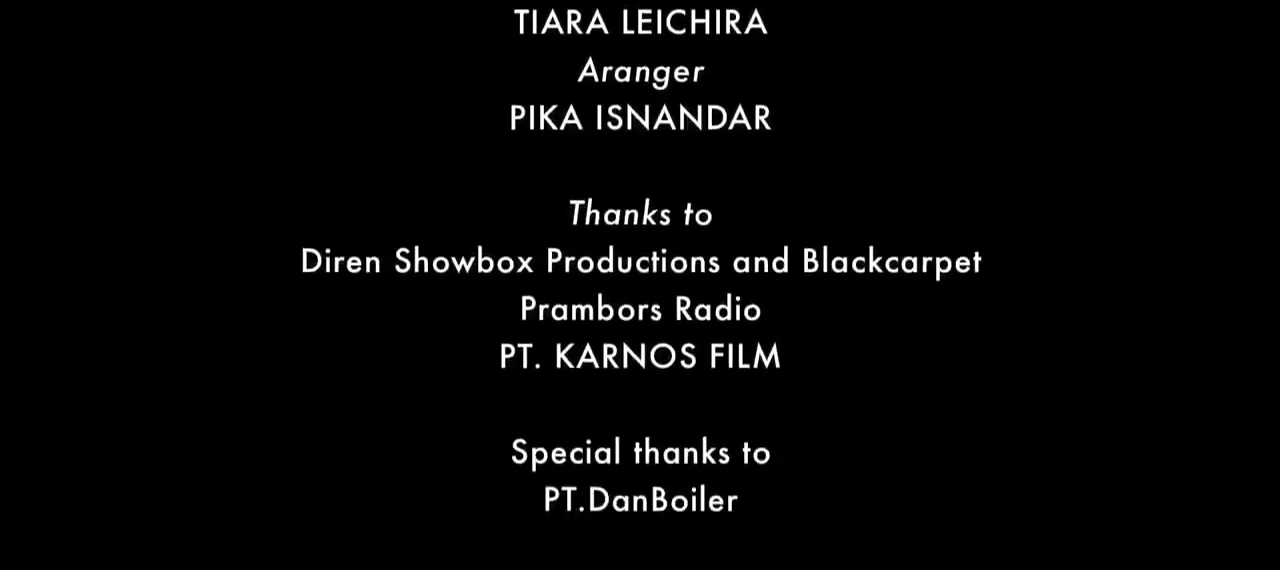 TIARA LEICHIRA
Aranger
PIKA ISNANDAR
Thanks to
Diren Showbox Productions and Blackcarpet
Prambors Radio
PT. KARNOS FILM
Special thanks to
PT.DanBoiler